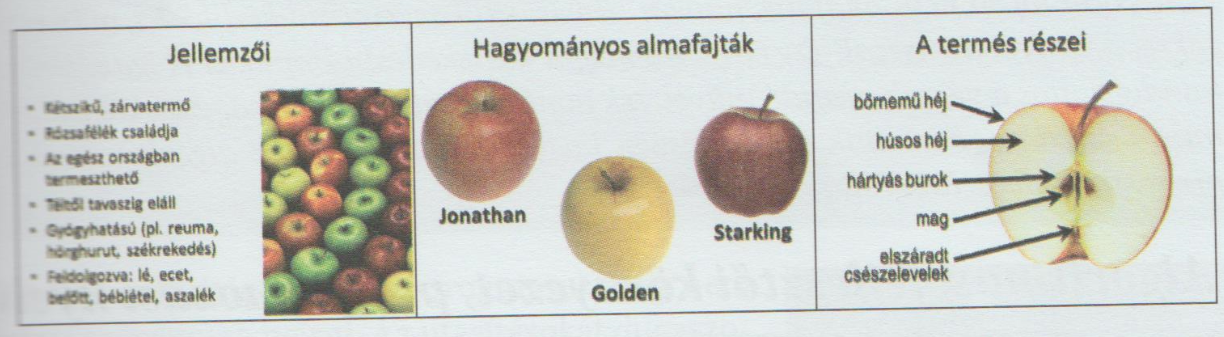 Jellemzői
• Kétszikű, zárvatermő
• Rózsafélék családja
• Az egész országban
termeszthető
• Téltől tavaszig eláll
• Gyógyhatású (pl. reuma,
hörghurut, székrekedés)
• Feldolgozva: lé, ecet,
befőtt, bébiétel, aszalék
Hagyományos almafajták
Jonathan
Golden
Starking
A termés részei
bőrnemű héj
húsos héj
hártyás burok
mag
elszáradt
csészelevelek